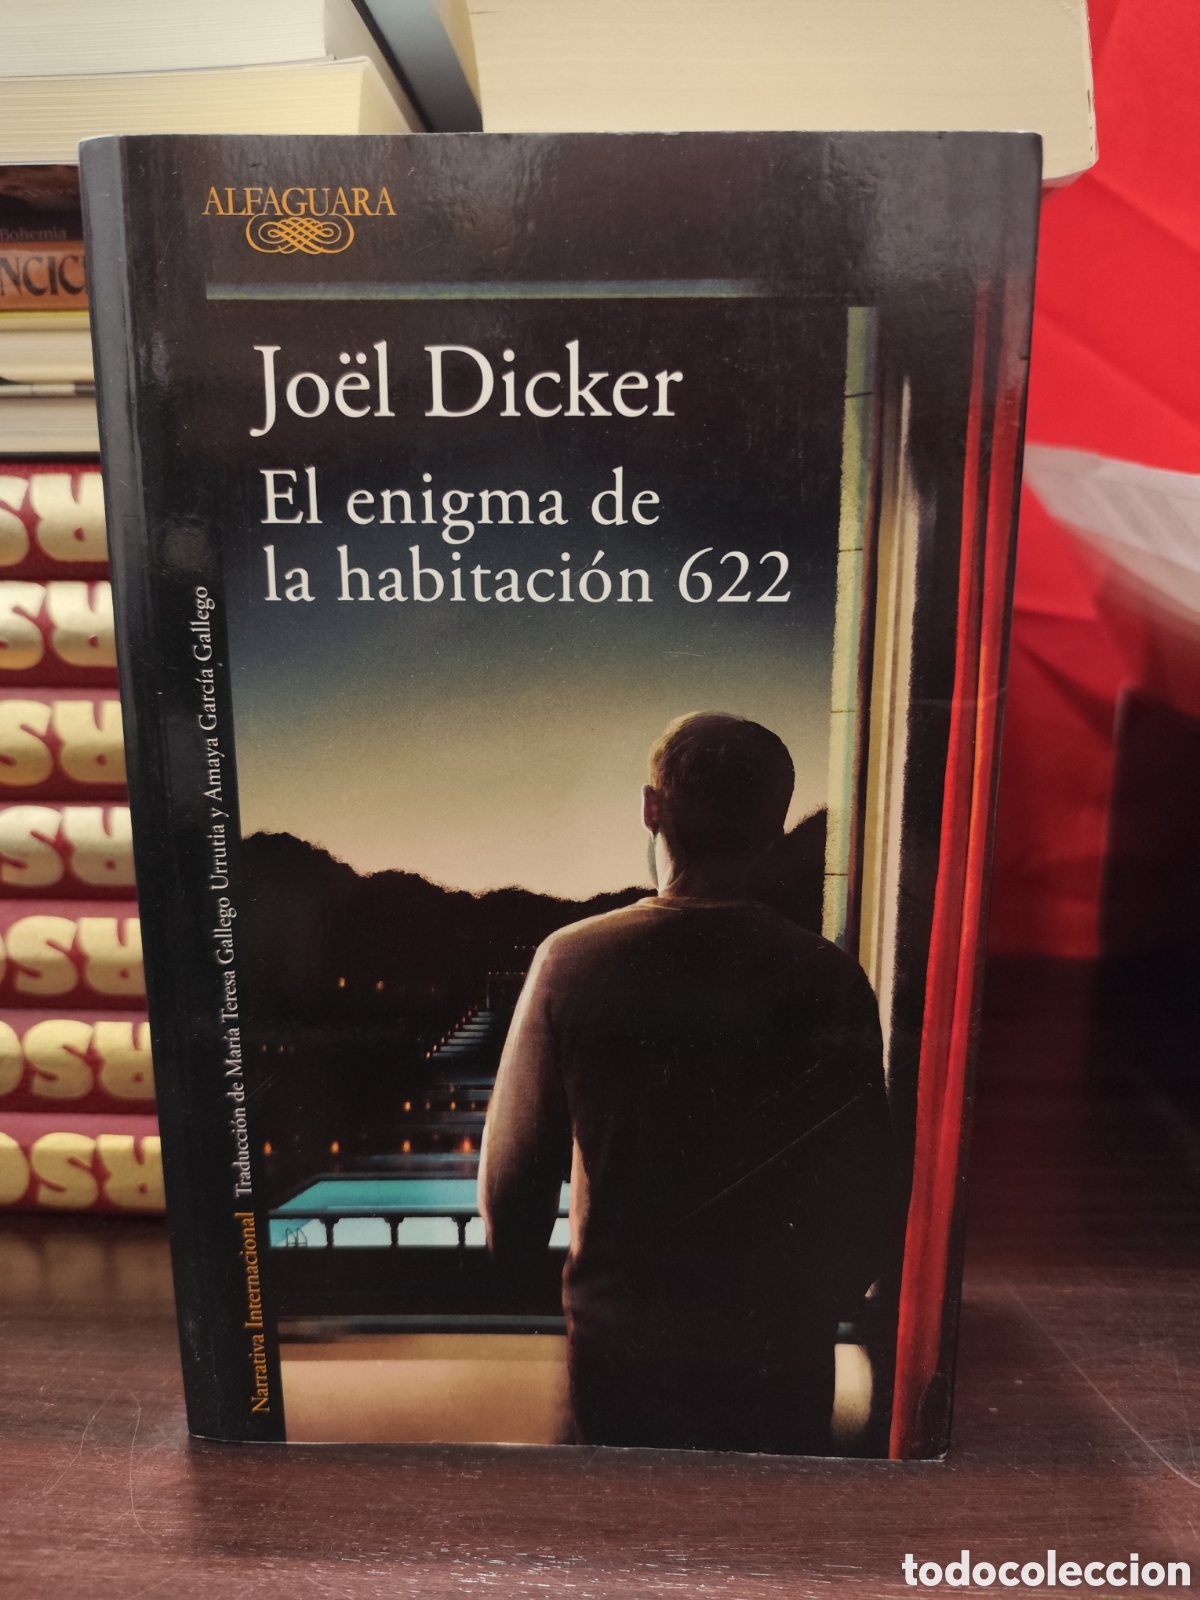 ALFAGUARA
Joël Dicker
El enigma de
la habitación 622
Narrativa Internacional Traducción de María Teresa Gallego Urrutia y Amaya García Gallego
Bohemia
todocoleccion